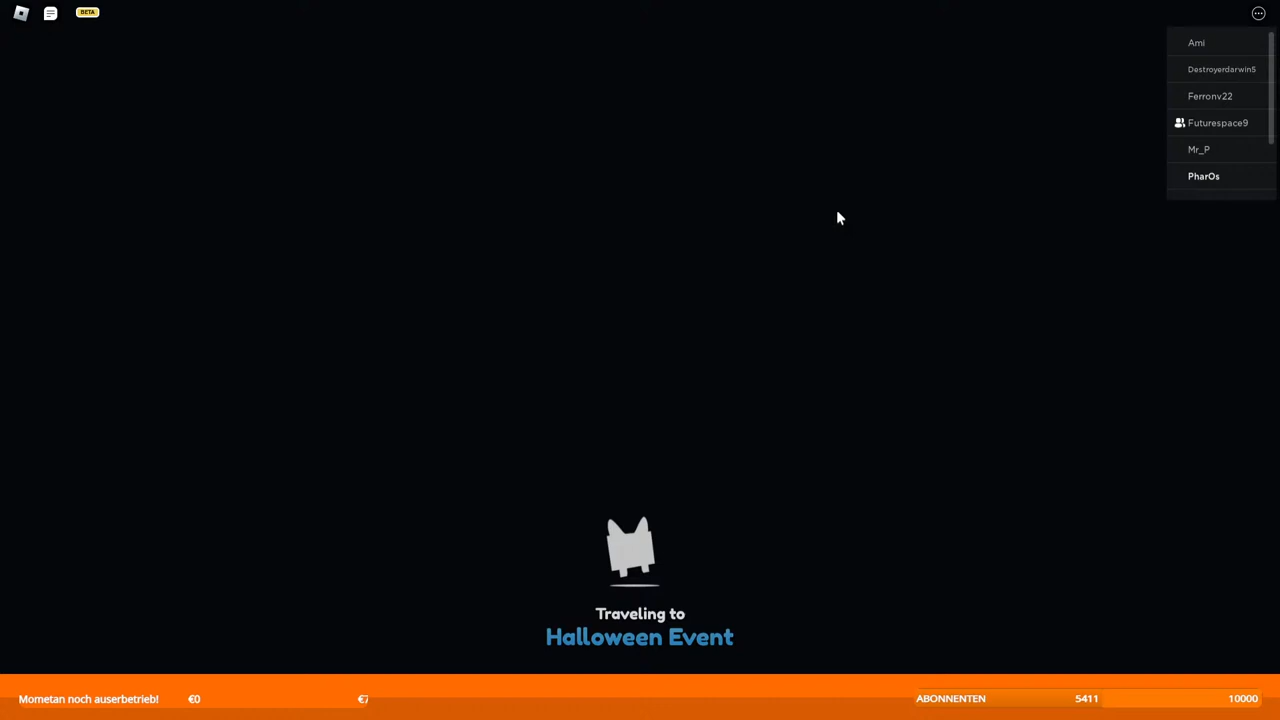 BETA
Ami
Destroyerdarwin5
Ferronv22
Futurespace9
Mr_P
PharOs
Traveling to
Halloween Event
Mometan noch auserbetrieb! €0 €7
ABONNENTEN 5411 10000